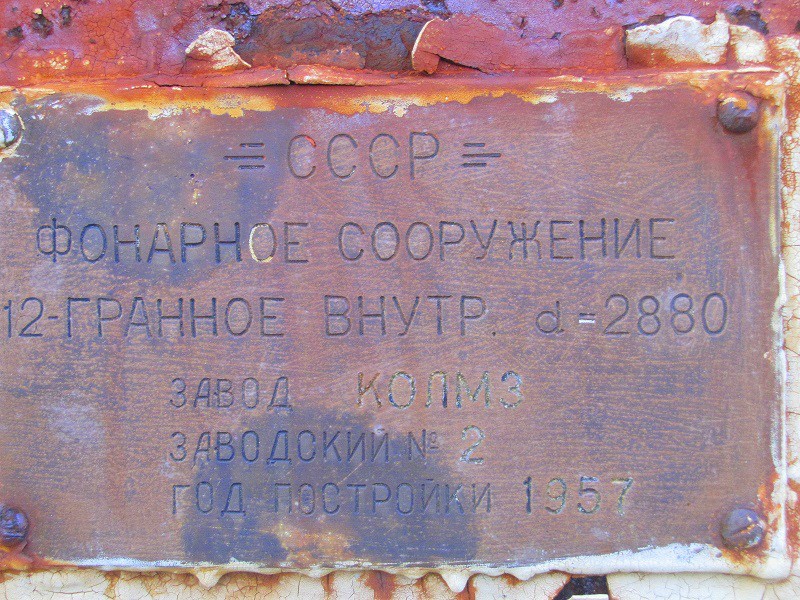 СССР
ФОНАРНОЕ СООРУЖЕНИЕ
12-ГРАННОЕ ВНУТР. d=2880
ЗАВОД КОЛМЗ
ЗАВОДСКИЙ № 2
ГОД ПОСТРОЙКИ 1957